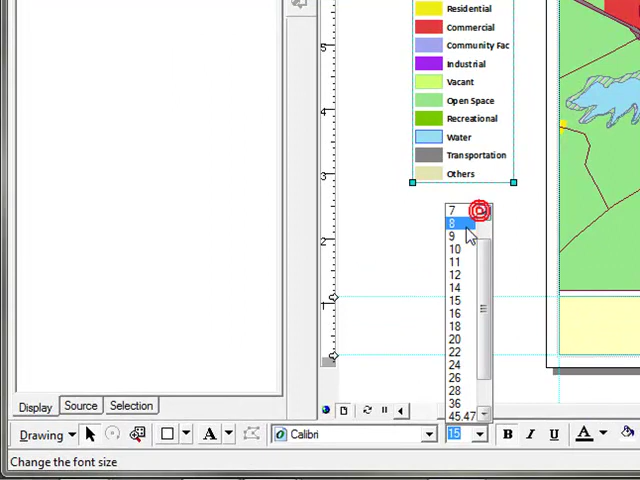 Residential
Commercial
Community Fac
Industrial
Vacant
Open Space
Recreational
Water
Transportation
Others
5
4
3
2
1
7
8
9
10
11
12
14
15
16
18
20
22
24
26
28
36
45.47
Display Source Selection
Drawing A Calibri 15 B I U A
Change the font size